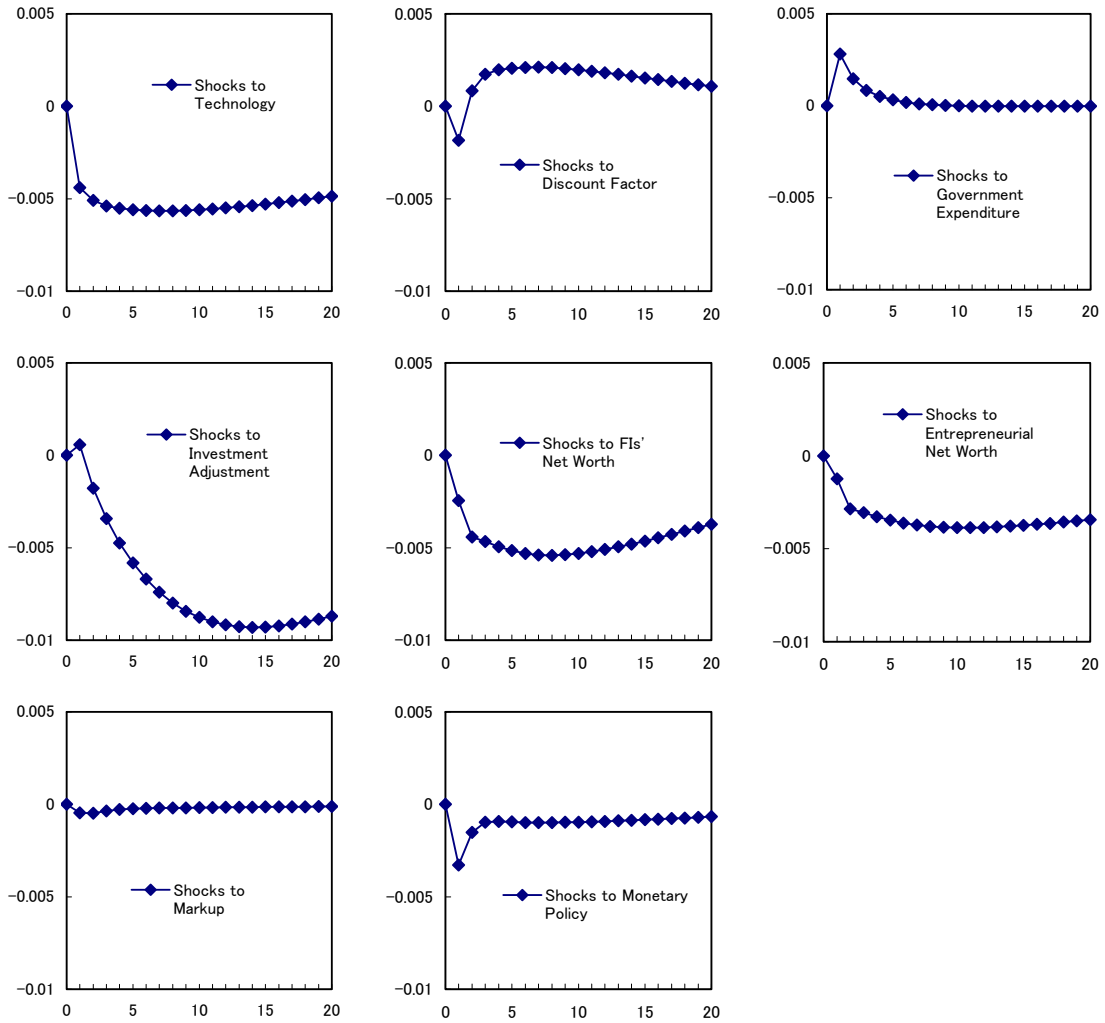 0.005
0
-0.005
-0.01
Shocks to
Technology
0 5 10 15 20
0.005
0
-0.005
-0.01
Shocks to
Discount Factor
0 5 10 15 20
0.005
0
-0.005
-0.01
Shocks to
Government
Expenditure
0 5 10 15 20
0.005
0
-0.005
-0.01
Shocks to
Investment
Adjustment
0 5 10 15 20
0.005
0
-0.005
-0.01
Shocks to FIs'
Net Worth
0 5 10 15 20
0.005
0
-0.005
-0.01
Shocks to
Entrepreneurial
Net Worth
0 5 10 15 20
0.005
0
-0.005
-0.01
Shocks to
Markup
0 5 10 15 20
0.005
0
-0.005
-0.01
Shocks to Monetary
Policy
0 5 10 15 20